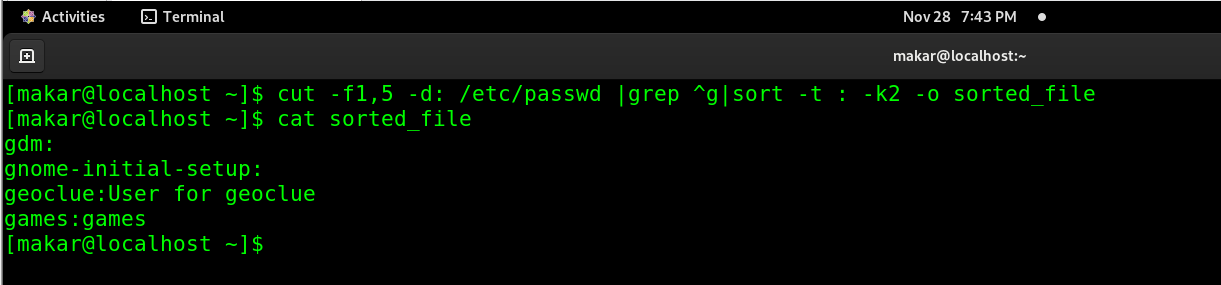 Activities Terminal Nov 28 7:43 PM
makar@localhost:~
[makar@localhost ~]$ cut -f1,5 -d: /etc/passwd |grep ^g|sort -t : -k2 -o sorted_file
[makar@localhost ~]$ cat sorted_file
gdm:
gnome-initial-setup:
geoclue:User for geoclue
games:games
[makar@localhost ~]$